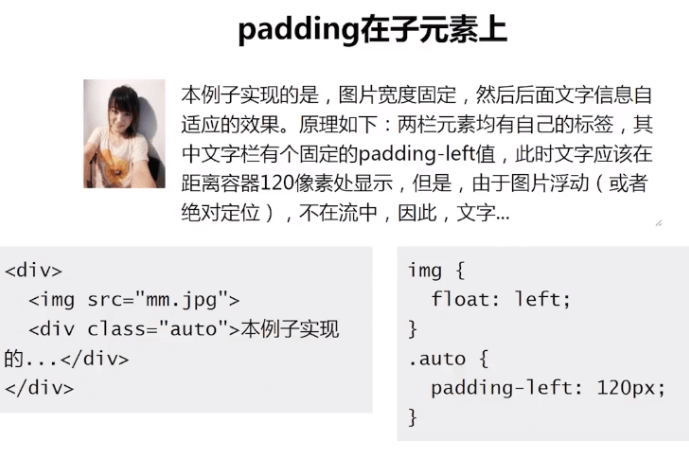 padding在子元素上
本例子实现的是，图片宽度固定，然后后面文字信息自
适应的效果。原理如下：两栏元素均有自己的标签，其
中文字栏有个固定的padding-left值，此时文字应该在
距离容器120像素处显示，但是，由于图片浮动（或者
绝对定位），不在流中，因此，文字...
<div>
<img src="mm.jpg">
<div class="auto">本例子实现
的...</div>
</div>
img {
float: left;
}
.auto {
padding-left: 120px;
}